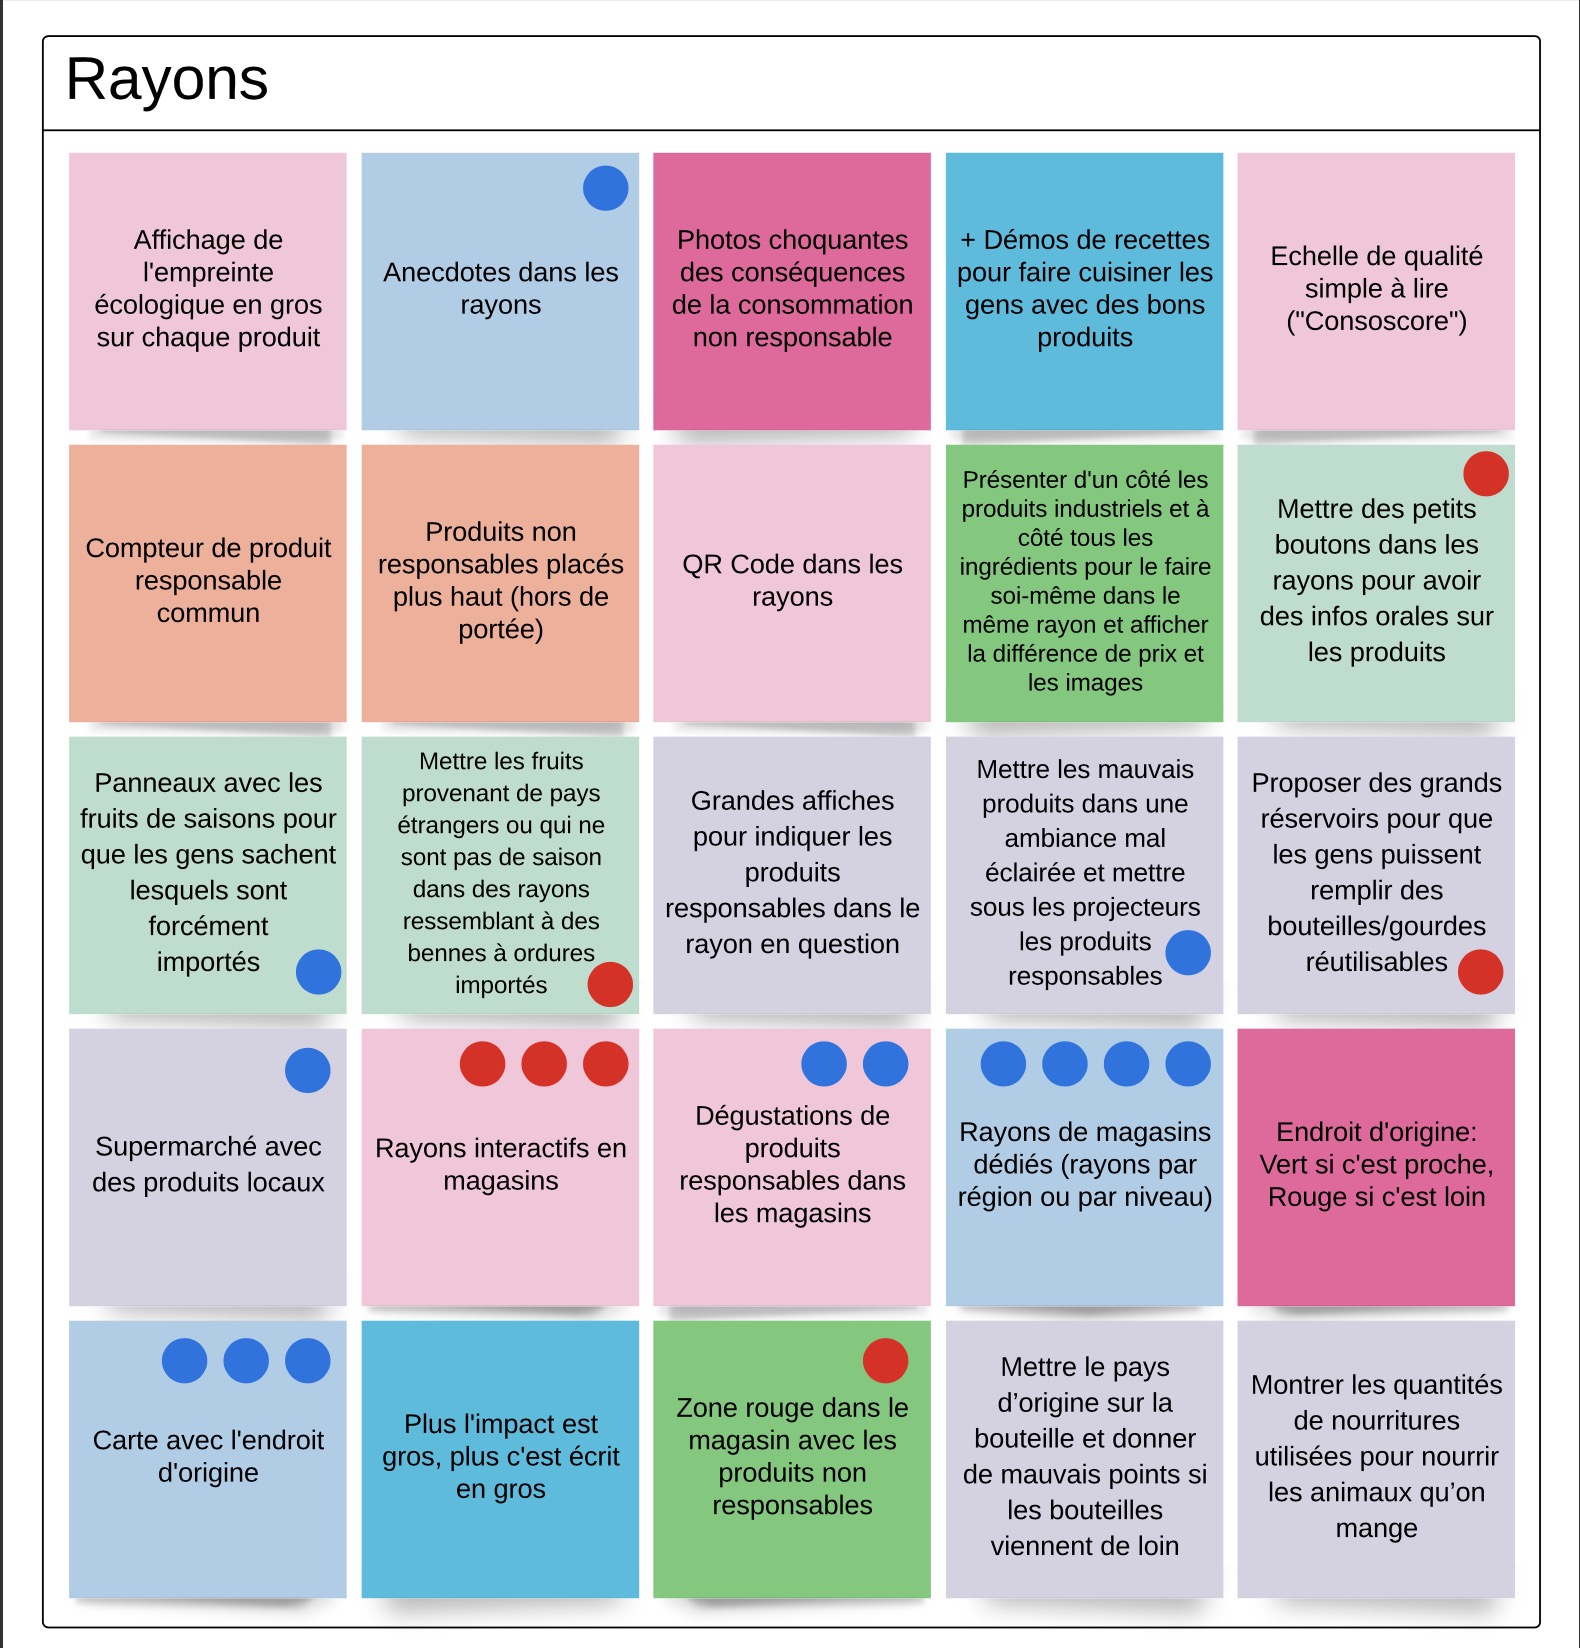 Rayons
Affichage de
l'empreinte
écologique en gros
sur chaque produit
Anecdotes dans les
rayons
Photos choquantes
des conséquences
de la consommation
non responsable
+ Démos de recettes
pour faire cuisiner les
gens avec des bons
produits
Echelle de qualité
simple à lire
("Consoscore")
Compteur de produit
responsable
commun
Produits non
responsables placés
plus haut (hors de
portée)
QR Code dans les
rayons
Présenter d'un côté les
produits industriels et à
côté tous les
ingrédients pour le faire
soi-même dans le
même rayon et afficher
la différence de prix et
les images
Mettre des petits
boutons dans les
rayons pour avoir
des infos orales sur
les produits
Panneaux avec les
fruits de saisons pour
que les gens sachent
lesquels sont
forcément
importés
Mettre les fruits
provenant de pays
étrangers ou qui ne
sont pas de saison
dans des rayons
ressemblant à des
bennes à ordures
importés
Grandes affiches
pour indiquer les
produits
responsables dans le
rayon en question
Mettre les mauvais
produits dans une
ambiance mal
éclairée et mettre
sous les projecteurs
les produits
responsables
Proposer des grands
réservoirs pour que
les gens puissent
remplir des
bouteilles/gourdes
réutilisables
Supermarché avec
des produits locaux
Rayons interactifs en
magasins
Dégustations de
produits
responsables dans
les magasins
Rayons de magasins
dédiés (rayons par
région ou par niveau)
Endroit d'origine:
Vert si c'est proche,
Rouge si c'est loin
Carte avec l'endroit
d'origine
Plus l'impact est
gros, plus c'est écrit
en gros
Zone rouge dans le
magasin avec les
produits non
responsables
Mettre le pays
d’origine sur la
bouteille et donner
de mauvais points si
les bouteilles
viennent de loin
Montrer les quantités
de nourritures
utilisées pour nourrir
les animaux qu’on
mange